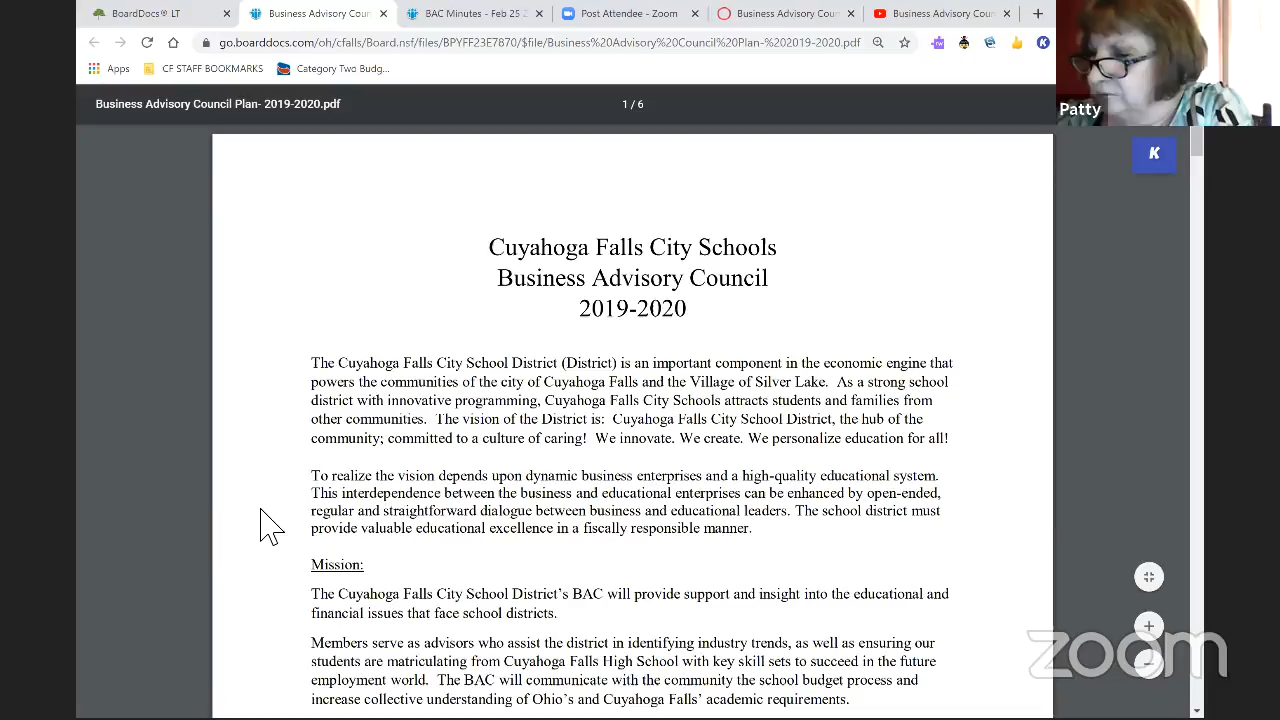 BoardDocs® LT
Business Advisory Coun
BAC Minutes - Feb 25 2
Post Attendee - Zoom
Business Advisory Coun
Business Advisory Coun
go.boarddocs.com/oh/cfalls/Board.nsf/files/BPYFF23E7870/$file/Business%20Advisory%20Council%20Plan-%202019-2020.pdf
Apps
CF STAFF BOOKMARKS
Category Two Budg...
Business Advisory Council Plan- 2019-2020.pdf
1 / 6
Patty
K
K
Cuyahoga Falls City Schools
Business Advisory Council
2019-2020
The Cuyahoga Falls City School District (District) is an important component in the economic engine that
powers the communities of the city of Cuyahoga Falls and the Village of Silver Lake. As a strong school
district with innovative programming, Cuyahoga Falls City Schools attracts students and families from
other communities. The vision of the District is: Cuyahoga Falls City School District, the hub of the
community; committed to a culture of caring! We innovate. We create. We personalize education for all!
To realize the vision depends upon dynamic business enterprises and a high-quality educational system.
This interdependence between the business and educational enterprises can be enhanced by open-ended,
regular and straightforward dialogue between business and educational leaders. The school district must
provide valuable educational excellence in a fiscally responsible manner.
Mission:
The Cuyahoga Falls City School District's BAC will provide support and insight into the educational and
financial issues that face school districts.
Members serve as advisors who assist the district in identifying industry trends, as well as ensuring our
students are matriculating from Cuyahoga Falls High School with key skill sets to succeed in the future
employment world. The BAC will communicate with the community the school budget process and
increase collective understanding of Ohio's and Cuyahoga Falls' academic requirements.
zoom